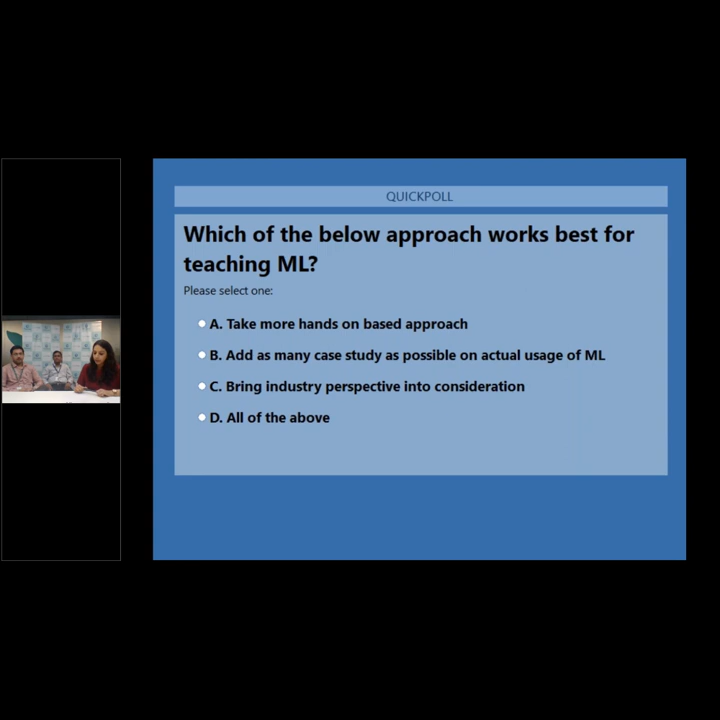 QUICKPOLL
Which of the below approach works best for
teaching ML?
Please select one:
A. Take more hands on based approach
B. Add as many case study as possible on actual usage of ML
C. Bring industry perspective into consideration
D. All of the above